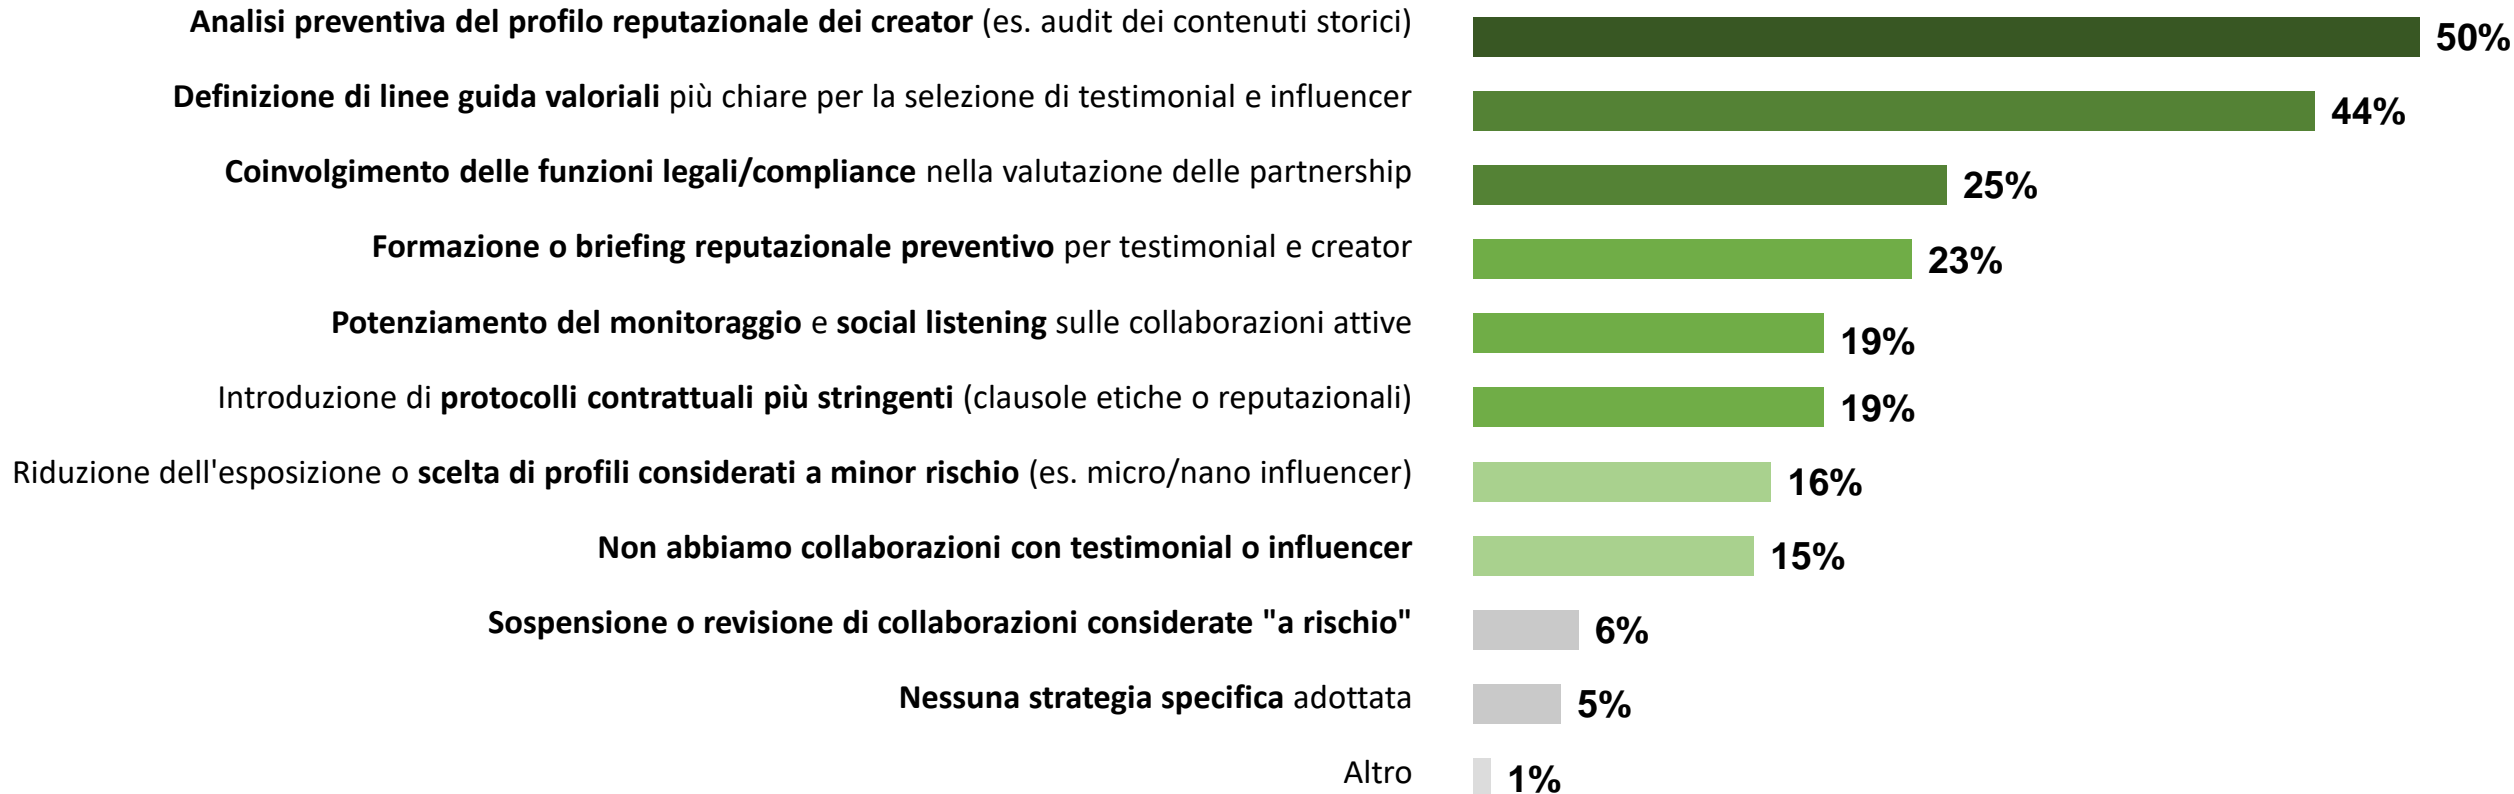 Analisi preventiva del profilo reputazionale dei creator (es. audit dei contenuti storici) 50%
Definizione di linee guida valoriali più chiare per la selezione di testimonial e influencer 44%
Coinvolgimento delle funzioni legali/compliance nella valutazione delle partnership 25%
Formazione o briefing reputazionale preventivo per testimonial e creator 23%
Potenziamento del monitoraggio e social listening sulle collaborazioni attive 19%
Introduzione di protocolli contrattuali più stringenti (clausole etiche o reputazionali) 19%
Riduzione dell'esposizione o scelta di profili considerati a minor rischio (es. micro/nano influencer) 16%
Non abbiamo collaborazioni con testimonial o influencer 15%
Sospensione o revisione di collaborazioni considerate "a rischio" 6%
Nessuna strategia specifica adottata 5%
Altro 1%